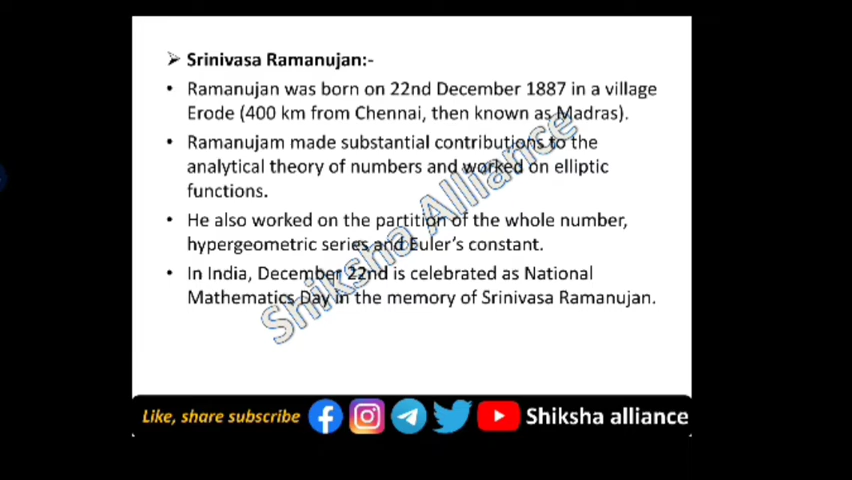 ➢ Srinivasa Ramanujan:-
• Ramanujan was born on 22nd December 1887 in a village
Erode (400 km from Chennai, then known as Madras).
• Ramanujam made substantial contributions to the
analytical theory of numbers and worked on elliptic
functions.
• He also worked on the partition of the whole number,
hypergeometric series and Euler's constant.
• In India, December 22nd is celebrated as National
Mathematics Day in the memory of Srinivasa Ramanujan.
Shiksha Alliance
Like, share subscribe Shiksha alliance